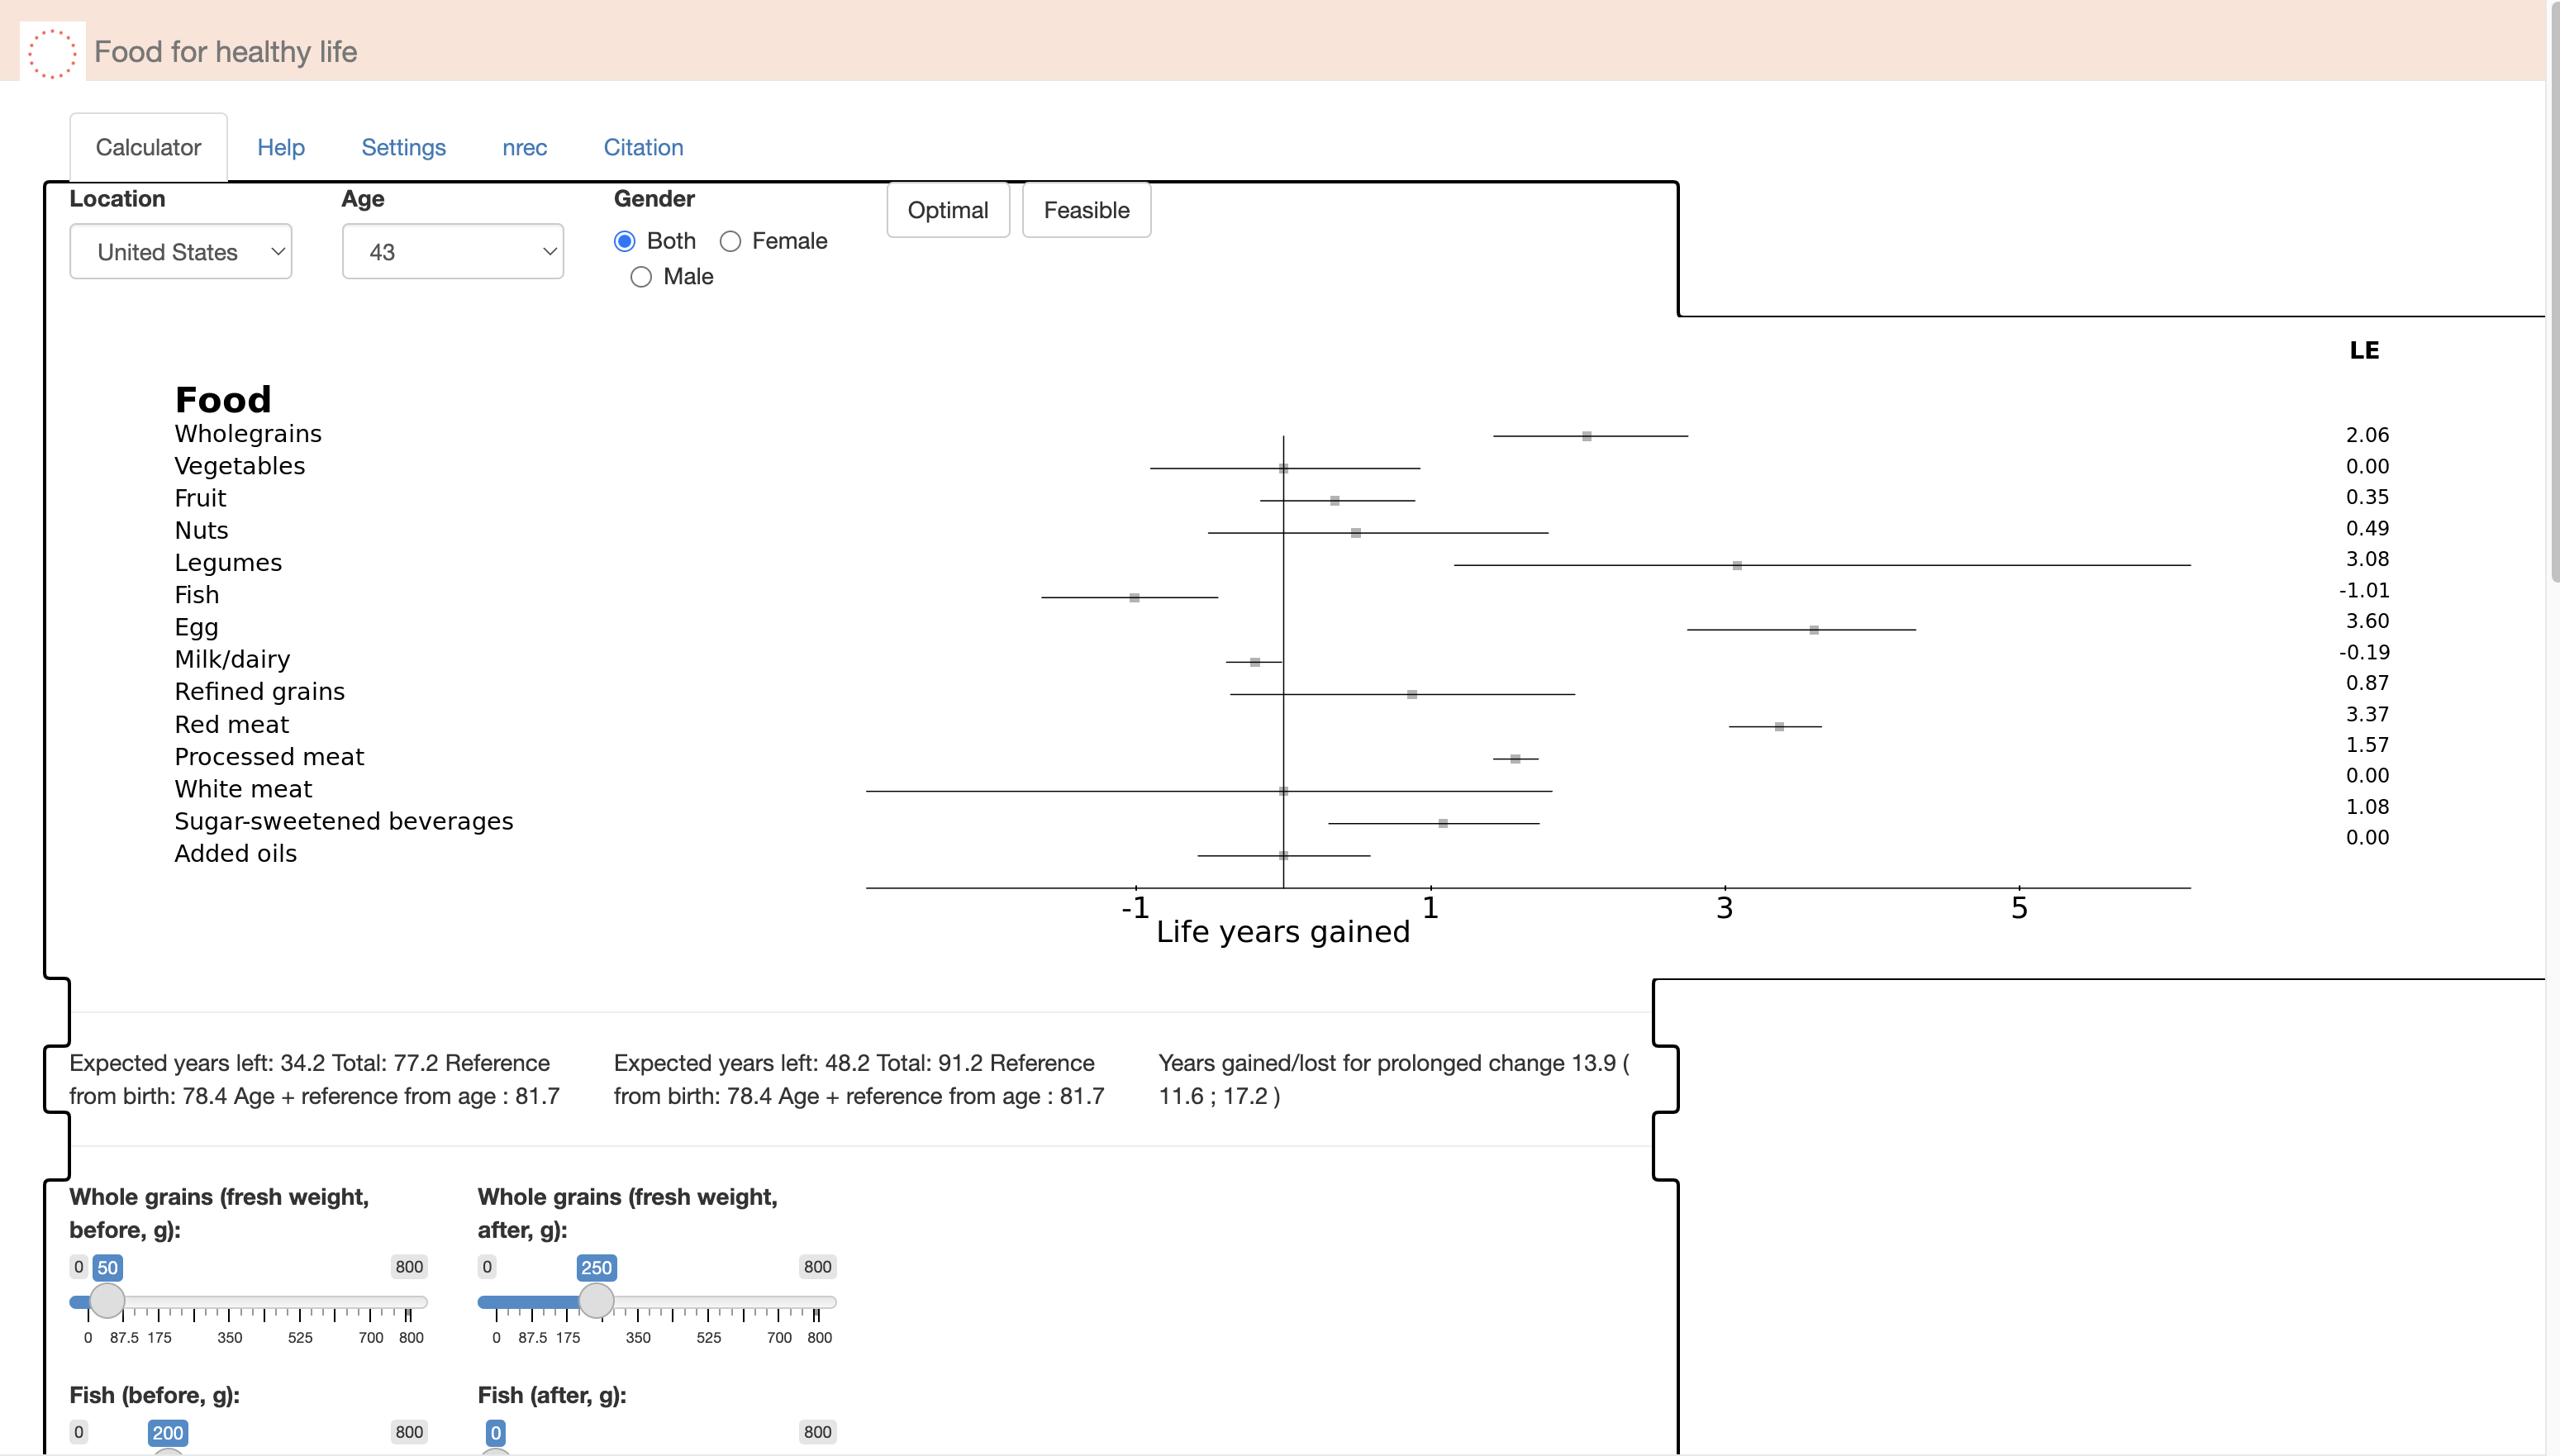 Food for healthy life
Calculator Help Settings nrec Citation
Location Age Gender Optimal Feasible
United States 43 Both Female
Male
LE
Food
Wholegrains 2.06
Vegetables 0.00
Fruit 0.35
Nuts 0.49
Legumes 3.08
Fish -1.01
Egg 3.60
Milk/dairy -0.19
Refined grains 0.87
Red meat 3.37
Processed meat 1.57
White meat 0.00
Sugar-sweetened beverages 1.08
Added oils 0.00
-1 1 3 5
Life years gained
Expected years left: 34.2 Total: 77.2 Reference
from birth: 78.4 Age + reference from age : 81.7
Expected years left: 48.2 Total: 91.2 Reference
from birth: 78.4 Age + reference from age : 81.7
Years gained/lost for prolonged change 13.9 (
11.6 ; 17.2 )
Whole grains (fresh weight,
before, g):
0 50 800
0 87.5 175 350 525 700 800
Whole grains (fresh weight,
after, g):
0 250 800
0 87.5 175 350 525 700 800
Fish (before, g):
0 200 800
Fish (after, g):
0 800